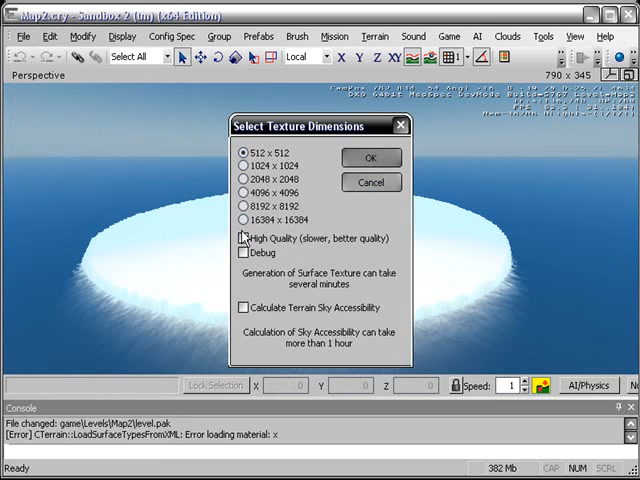 Map2.cry - Sandbox 2 (tm) (x64 Edition)
File Edit Modify Display Config Spec Group Prefabs Brush Mission Terrain Sound Game AI Clouds Tools View Help
Select All Local X Y Z XY 1
Perspective 790 x 345
Select Texture Dimensions
512 x 512
OK
1024 x 1024
2048 x 2048
Cancel
4096 x 4096
8192 x 8192
16384 x 16384
High Quality (slower, better quality)
Debug
Generation of Surface Texture can take
several minutes
Calculate Terrain Sky Accessibility
Calculation of Sky Accessibility can take
more than 1 hour
Lock Selection X 0 Y 0 Z 0 Speed: 1 AI/Physics
Console
File changed: game\Levels\Map2\level.pak
[Error] CTerrain::LoadSurfaceTypesFromXML: Error loading material: x
Ready 382 Mb CAP NUM SCRL